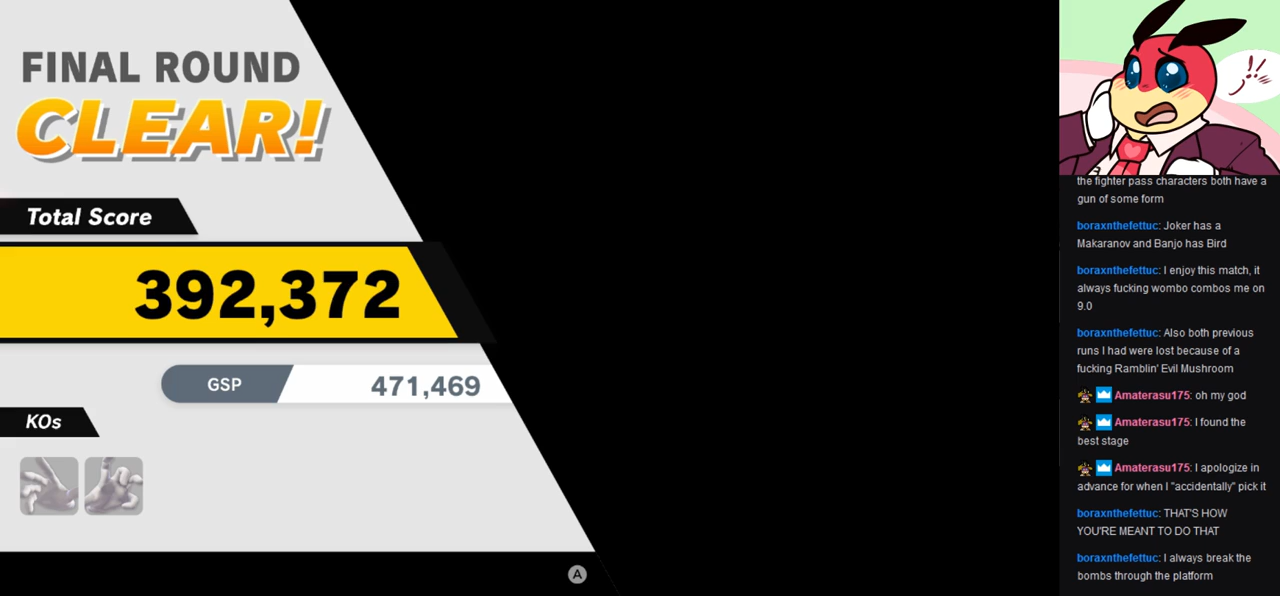 FINAL ROUND
CLEAR!
Total Score
392,372
GSP 471,469
KOs
A
!!
the fighter pass characters both have a
gun of some form
boraxnthefettuc: Joker has a
Makaranov and Banjo has Bird
boraxnthefettuc: I enjoy this match, it
always fucking wombo combos me on
9.0
boraxnthefettuc: Also both previous
runs I had were lost because of a
fucking Ramblin' Evil Mushroom
Amaterasu175: oh my god
Amaterasu175: I found the
best stage
Amaterasu175: I apologize in
advance for when I "accidentally" pick it
boraxnthefettuc: THAT'S HOW
YOU'RE MEANT TO DO THAT
boraxnthefettuc: I always break the
bombs through the platform